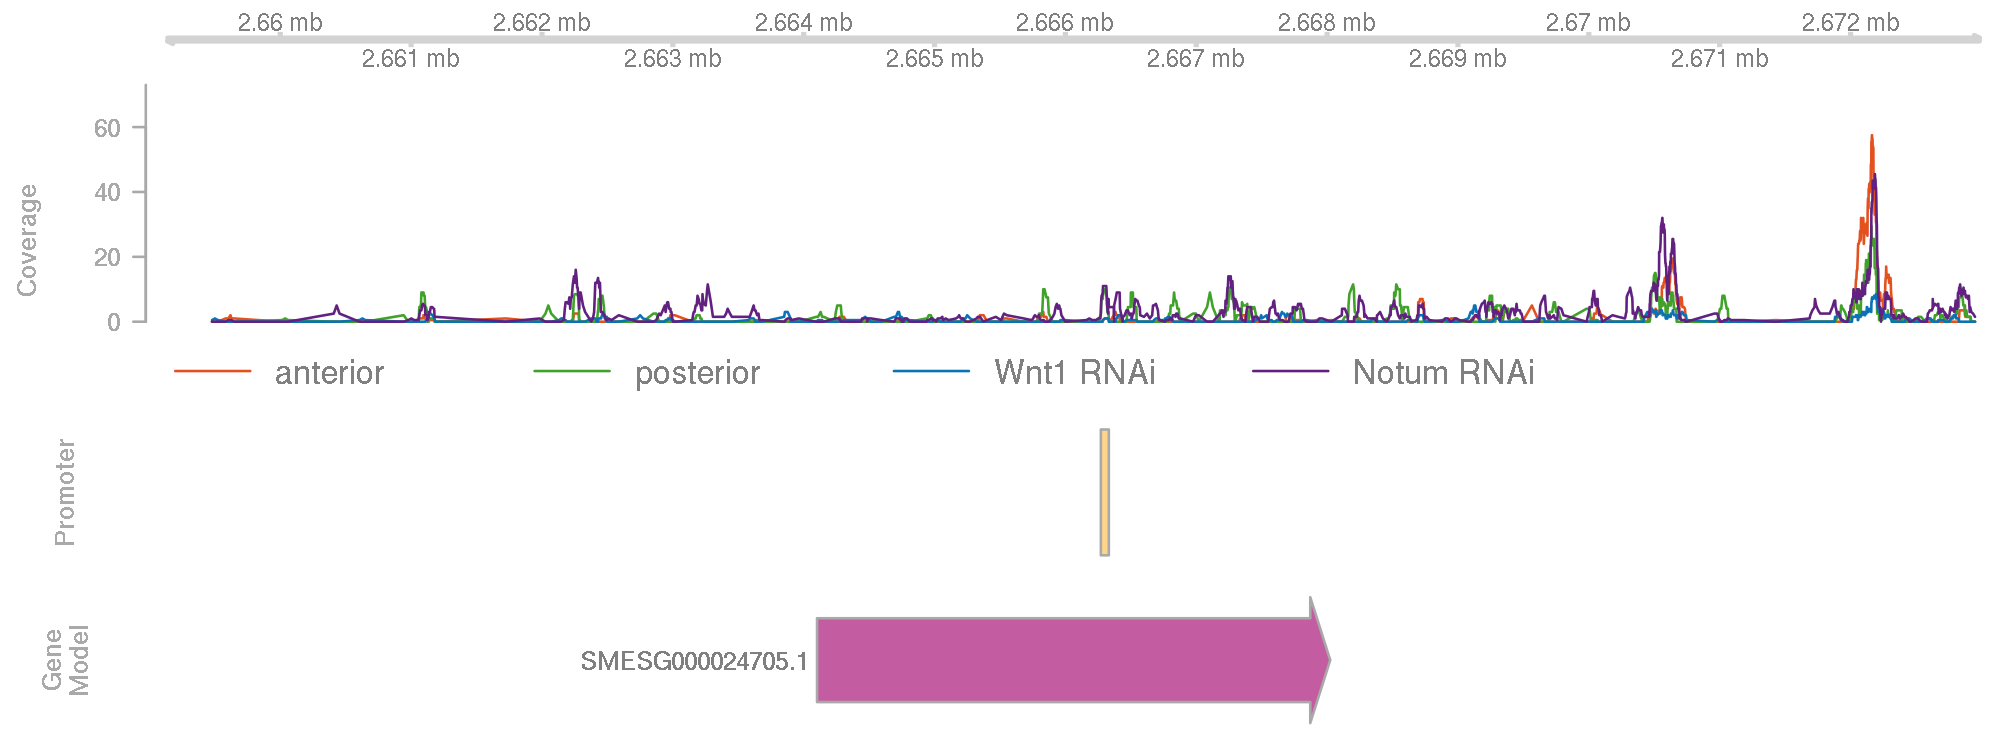 2.66 mb 2.662 mb 2.664 mb 2.666 mb 2.668 mb 2.67 mb 2.672 mb
2.661 mb 2.663 mb 2.665 mb 2.667 mb 2.669 mb 2.671 mb
Coverage
60
40
20
0
anterior posterior Wnt1 RNAi Notum RNAi
Promoter
Gene
Model
SMESG000024705.1